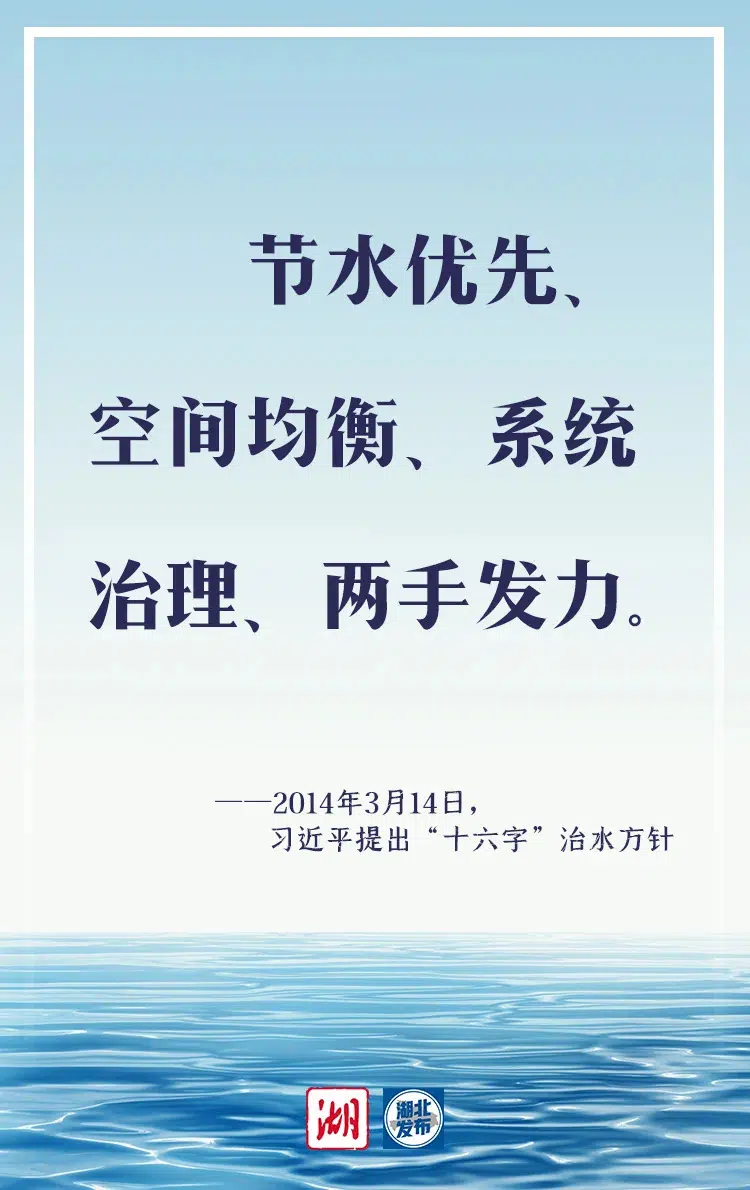 节水优先、
空间均衡、系统
治理、两手发力。
——2014年3月14日，
习近平提出“十六字”治水方针
湖
湖北
发布